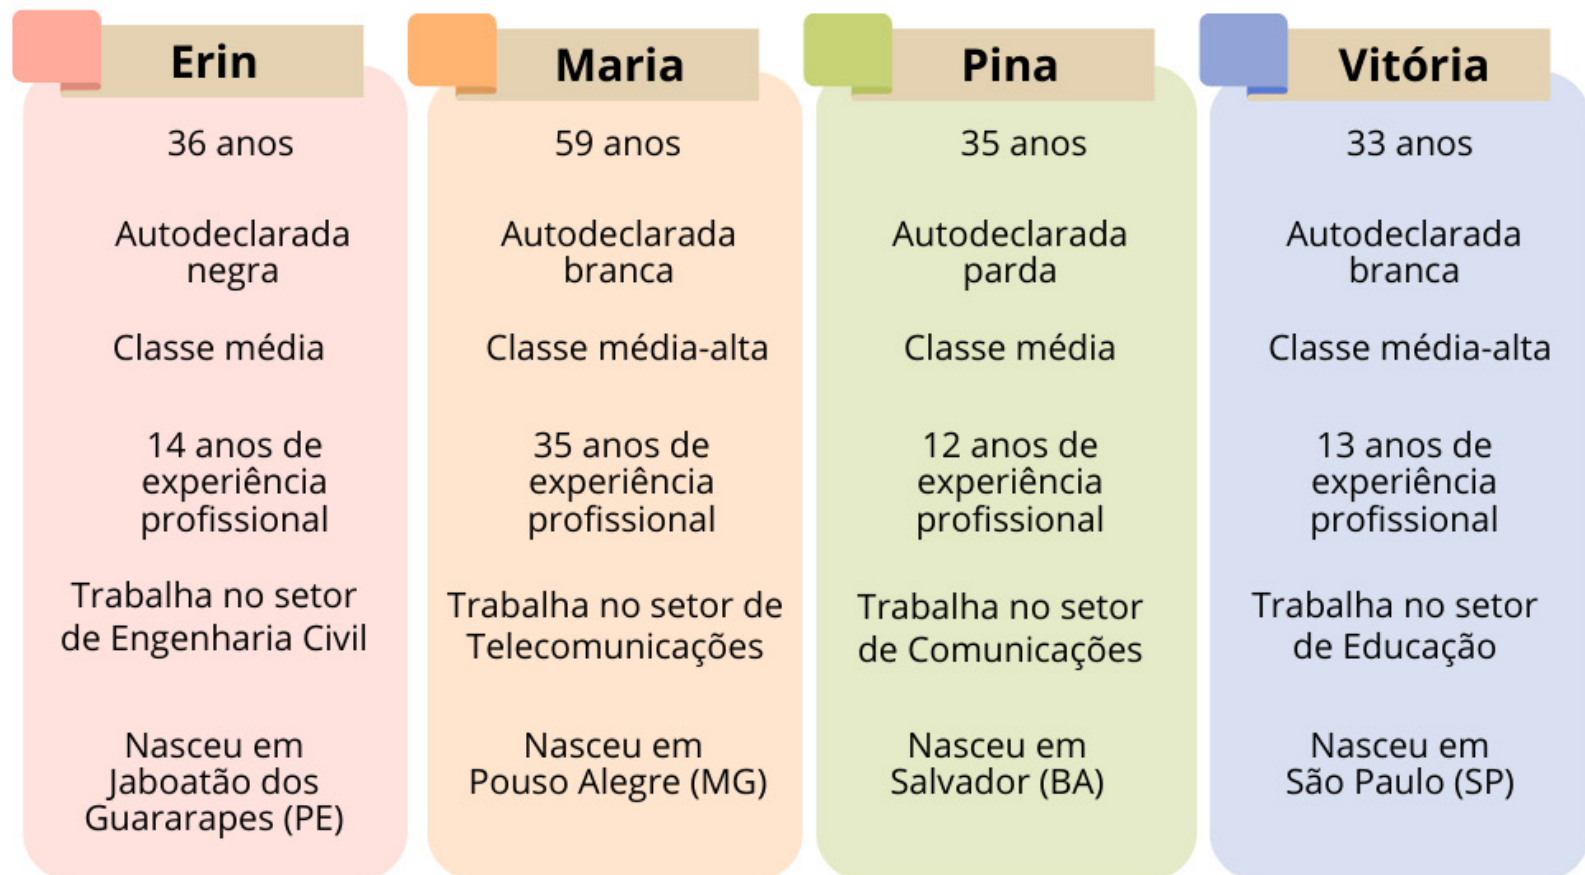 Erin
36 anos
Autodeclarada
negra
Classe média
14 anos de
experiência
profissional
Trabalha no setor
de Engenharia Civil
Nasceu em
Jaboatão dos
Guararapes (PE)
Maria
59 anos
Autodeclarada
branca
Classe média-alta
35 anos de
experiência
profissional
Trabalha no setor de
Telecomunicações
Nasceu em
Pouso Alegre (MG)
Pina
35 anos
Autodeclarada
parda
Classe média
12 anos de
experiência
profissional
Trabalha no setor
de Comunicações
Nasceu em
Salvador (BA)
Vitória
33 anos
Autodeclarada
branca
Classe média-alta
13 anos de
experiência
profissional
Trabalha no setor
de Educação
Nasceu em
São Paulo (SP)